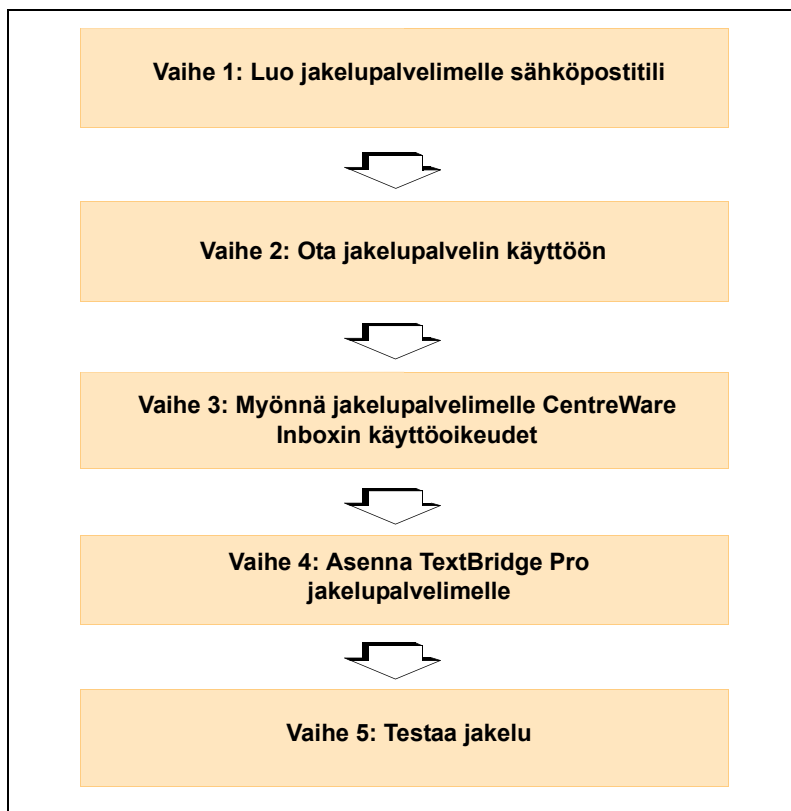 Vaihe 1: Luo jakelupalvelimelle sähköpostitili
Vaihe 2: Ota jakelupalvelin käyttöön
Vaihe 3: Myönnä jakelupalvelimelle CentreWare
Inboxin käyttöoikeudet
Vaihe 4: Asenna TextBridge Pro
jakelupalvelimelle
Vaihe 5: Testaa jakelu